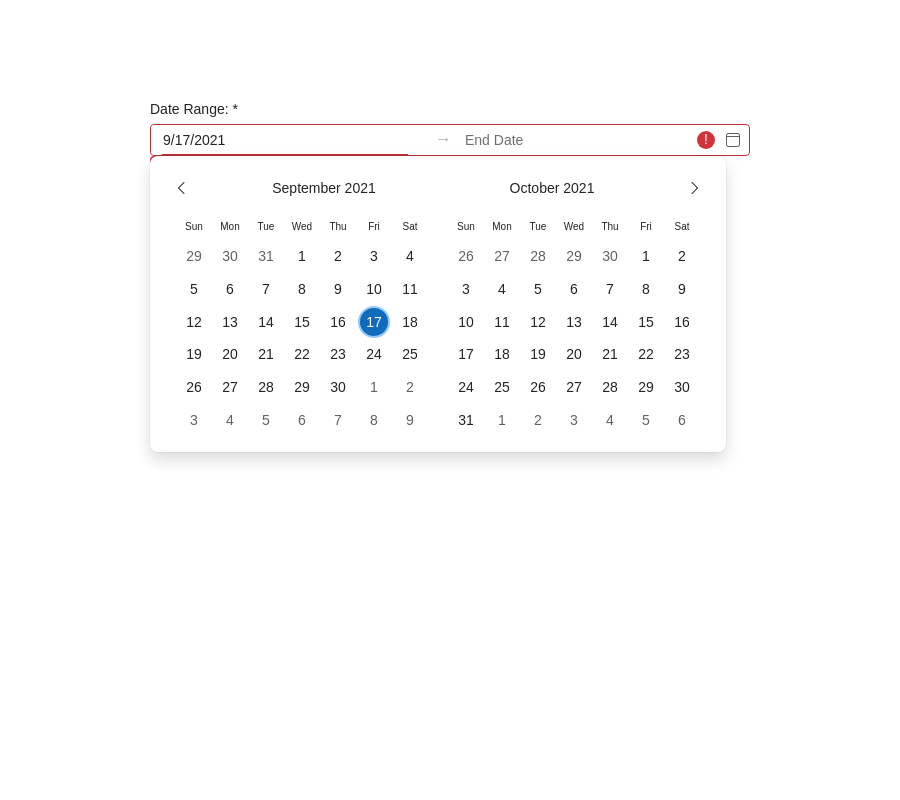 Date Range: *
9/17/2021 → End Date !
September 2021 October 2021
Sun Mon Tue Wed Thu Fri Sat Sun Mon Tue Wed Thu Fri Sat
29 30 31 1 2 3 4 26 27 28 29 30 1 2
5 6 7 8 9 10 11 3 4 5 6 7 8 9
12 13 14 15 16 17 18 10 11 12 13 14 15 16
19 20 21 22 23 24 25 17 18 19 20 21 22 23
26 27 28 29 30 1 2 24 25 26 27 28 29 30
3 4 5 6 7 8 9 31 1 2 3 4 5 6